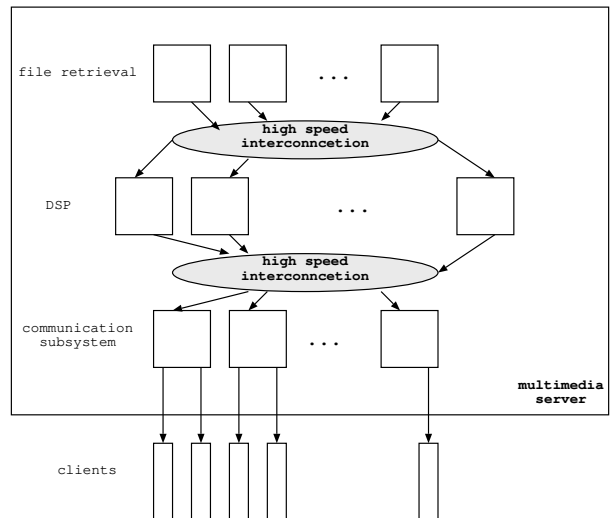 file retrieval
...
high speed
interconncetion
DSP
...
high speed
interconncetion
communication
subsystem
...
multimedia
server
clients